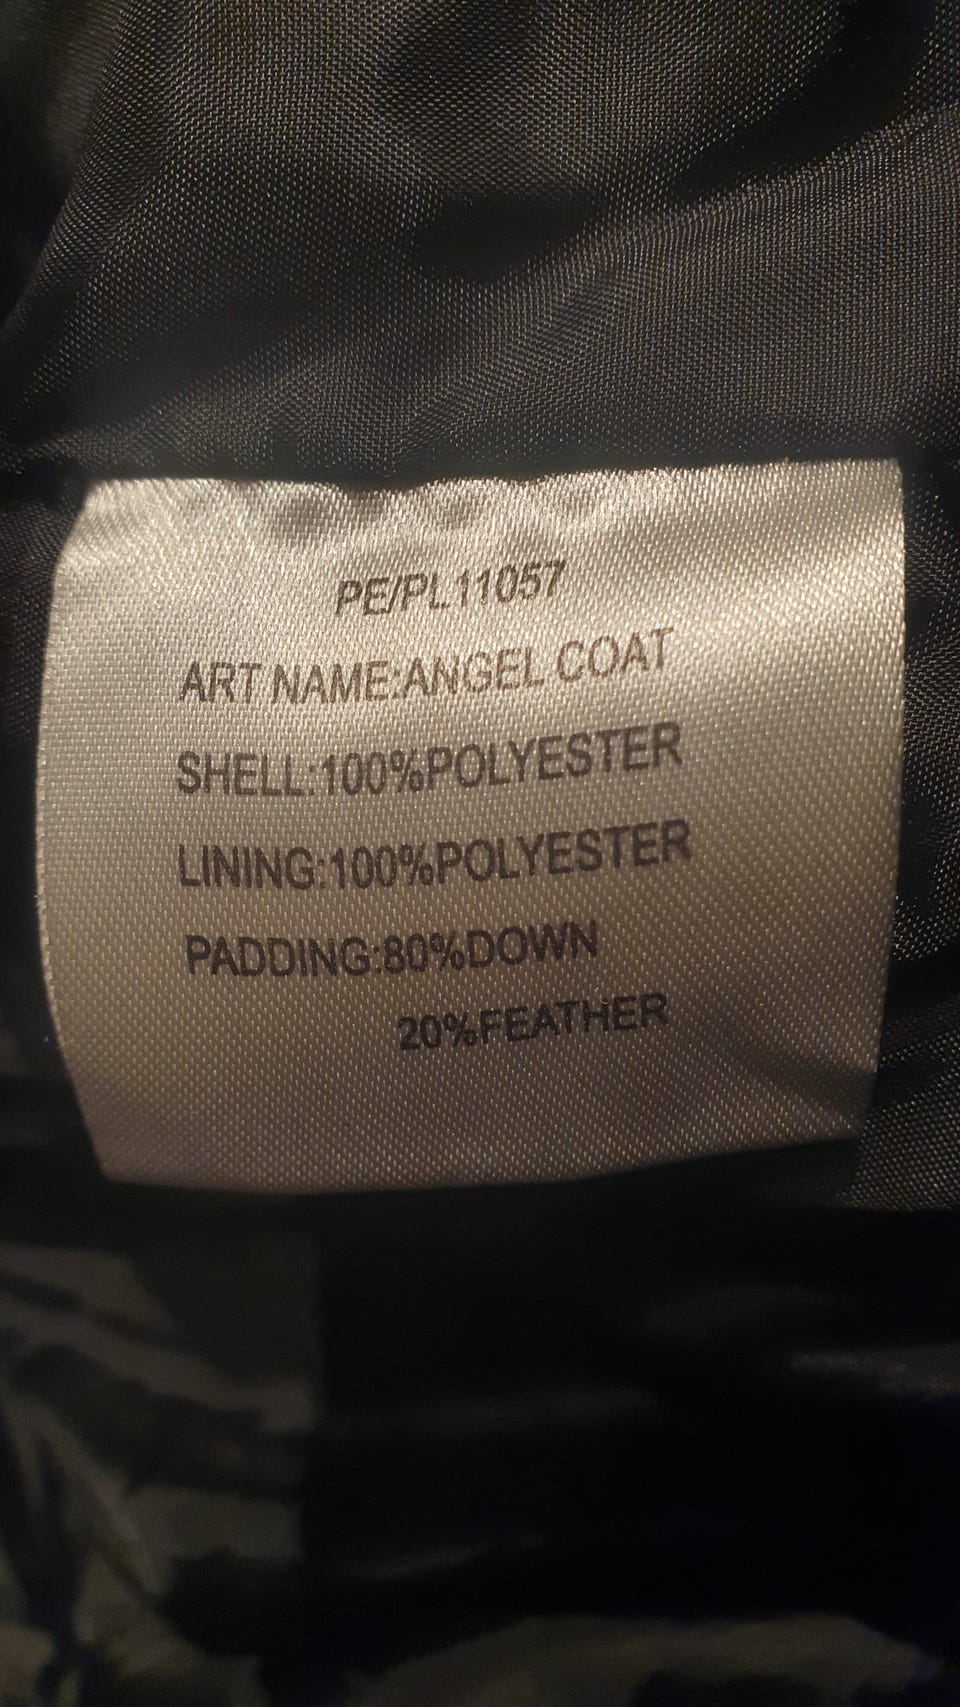 PE/PL11057
ART NAME:ANGEL COAT
SHELL:100%POLYESTER
LINING:100%POLYESTER
PADDING:80%DOWN
20%FEATHER